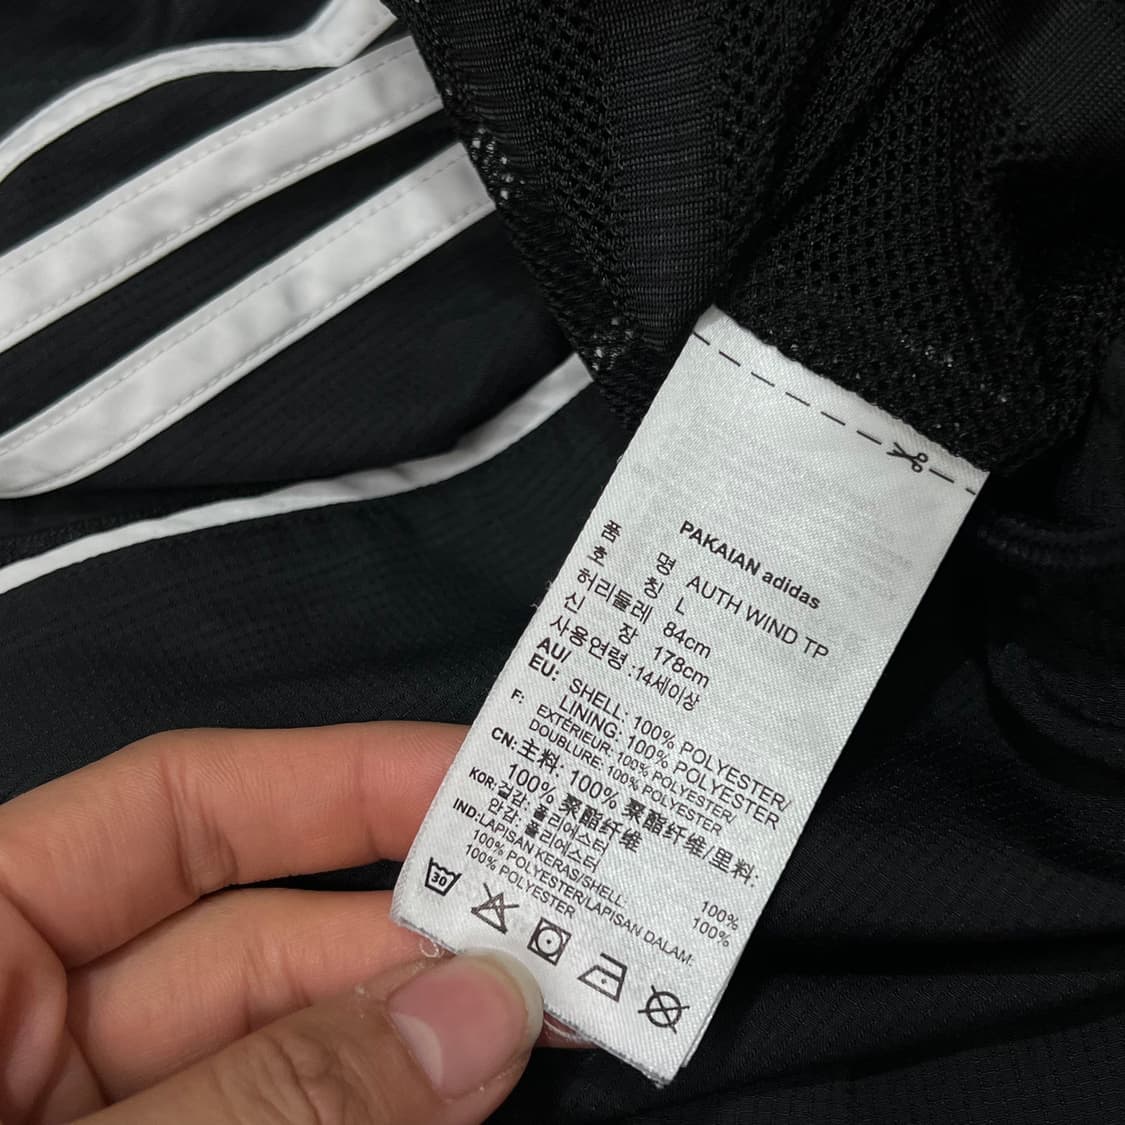 PAKAIAN adidas
품 명 AUTH WIND TP
호 칭 L
허리둘레 84cm
신 장 178cm
사용연령 :14세이상
AU/
EU: SHELL: 100% POLYESTER/
LINING: 100% POLYESTER
F: EXTÉRIEUR: 100% POLYESTER/
DOUBLURE: 100% POLYESTER
CN: 主料: 100% 聚酯纤维/里料:
100% 聚酯纤维
KOR: 겉감: 폴리에스터 100%
안감: 폴리에스터 100%
IND:LAPISAN KERAS/SHELL
100% POLYESTER/LAPISAN DALAM:
100% POLYESTER
30